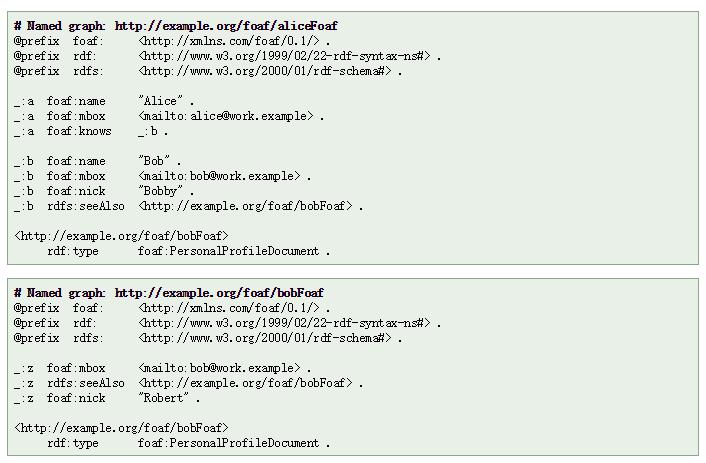 # Named graph: http://example.org/foaf/aliceFoaf
@prefix foaf: <http://xmlns.com/foaf/0.1/> .
@prefix rdf: <http://www.w3.org/1999/02/22-rdf-syntax-ns#> .
@prefix rdfs: <http://www.w3.org/2000/01/rdf-schema#> .
_:a foaf:name "Alice" .
_:a foaf:mbox <mailto:alice@work.example> .
_:a foaf:knows _:b .
_:b foaf:name "Bob" .
_:b foaf:mbox <mailto:bob@work.example> .
_:b foaf:nick "Bobby" .
_:b rdfs:seeAlso <http://example.org/foaf/bobFoaf> .
<http://example.org/foaf/bobFoaf>
rdf:type foaf:PersonalProfileDocument .
# Named graph: http://example.org/foaf/bobFoaf
@prefix foaf: <http://xmlns.com/foaf/0.1/> .
@prefix rdf: <http://www.w3.org/1999/02/22-rdf-syntax-ns#> .
@prefix rdfs: <http://www.w3.org/2000/01/rdf-schema#> .
_:z foaf:mbox <mailto:bob@work.example> .
_:z rdfs:seeAlso <http://example.org/foaf/bobFoaf> .
_:z foaf:nick "Robert" .
<http://example.org/foaf/bobFoaf>
rdf:type foaf:PersonalProfileDocument .